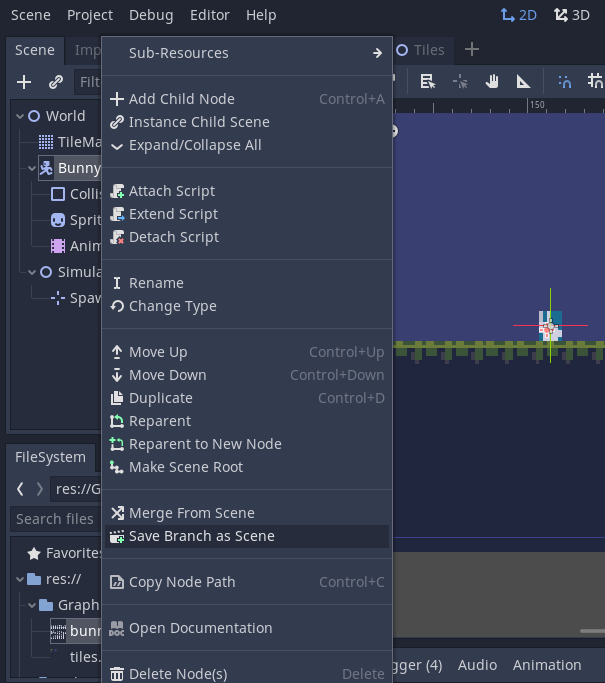 Scene Project Debug Editor Help 2D 3D
Scene Imp Tiles
Filt
World
TileMa
Bunny
Collis
Sprit
Anim
Simula
Spaw
Sub-Resources
Add Child Node Control+A
Instance Child Scene
Expand/Collapse All
Attach Script
Extend Script
Detach Script
Rename
Change Type
Move Up Control+Up
Move Down Control+Down
Duplicate Control+D
Reparent
Reparent to New Node
Make Scene Root
Merge From Scene
Save Branch as Scene
Copy Node Path Control+C
Open Documentation
Delete Node(s) Delete
150
FileSystem
res://G
Search files
Favorites
res://
Graph
bunn
tiles.
gger (4) Audio Animation